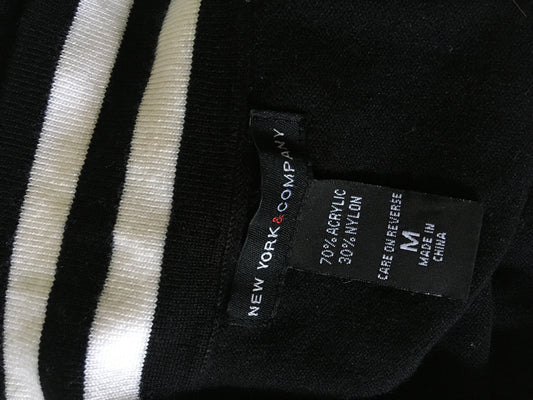 NEW YORK&COMPANY
70% ACRYLIC
30% NYLON
CARE ON REVERSE
M
MADE IN
CHINA